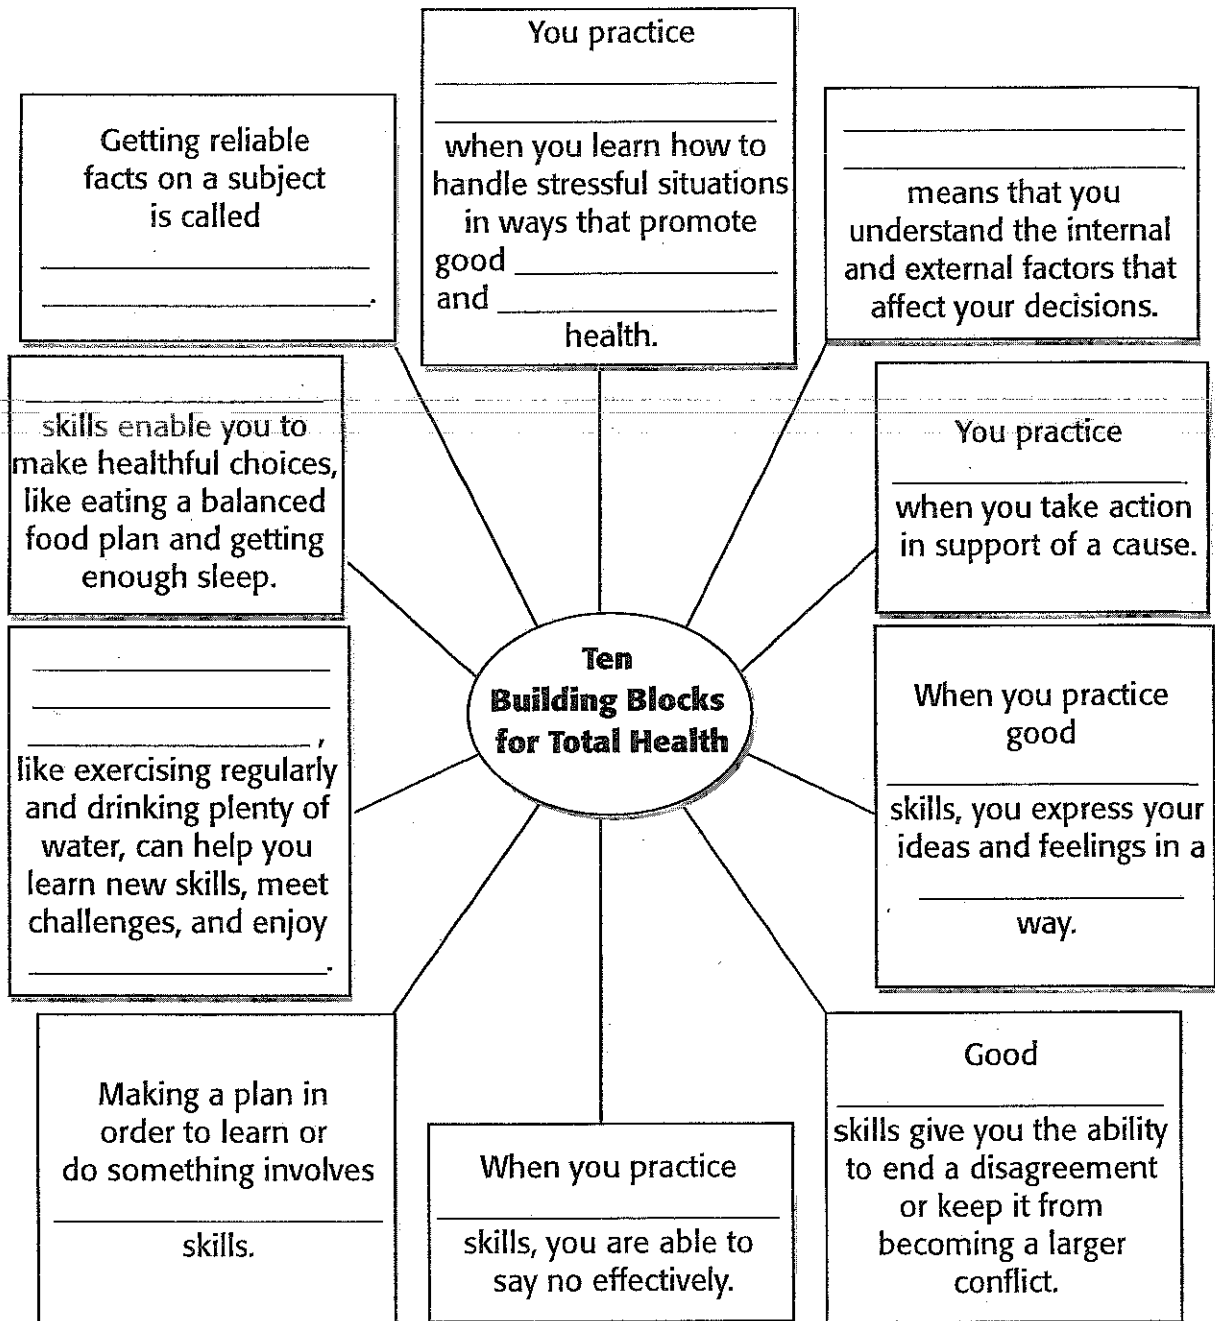 You practice
when you learn how to
handle stressful situations
in ways that promote
good
and
health.
Getting reliable
facts on a subject
is called
.
means that you
understand the internal
and external factors that
affect your decisions.
skills enable you to
make healthful choices,
like eating a balanced
food plan and getting
enough sleep.
You practice
when you take action
in support of a cause.
Ten
Building Blocks
for Total Health
,
like exercising regularly
and drinking plenty of
water, can help you
learn new skills, meet
challenges, and enjoy
.
When you practice
good
skills, you express your
ideas and feelings in a
way.
Making a plan in
order to learn or
do something involves
skills.
When you practice
skills, you are able to
say no effectively.
Good
skills give you the ability
to end a disagreement
or keep it from
becoming a larger
conflict.